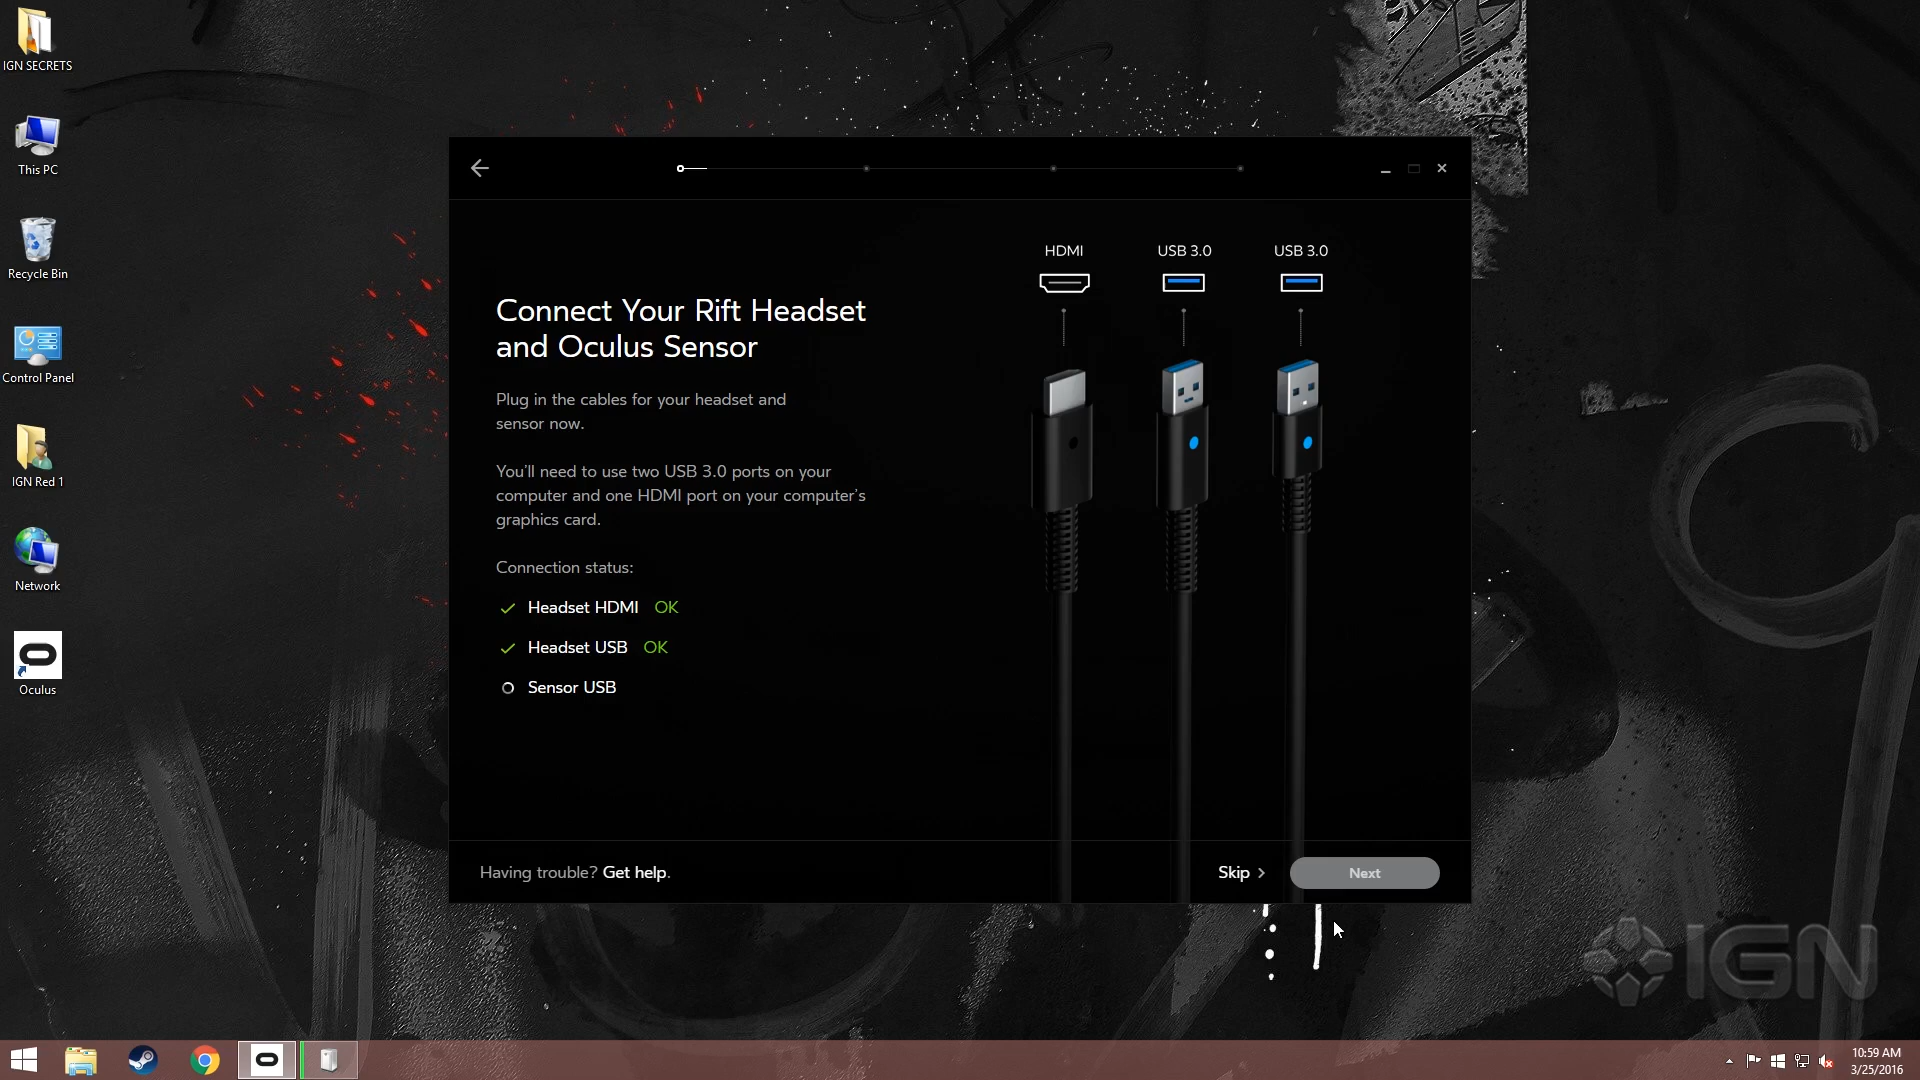 IGN SECRETS
This PC
Recycle Bin
Control Panel
IGN Red 1
Network
Oculus
HDMI
USB 3.0
USB 3.0
Connect Your Rift Headset
and Oculus Sensor
Plug in the cables for your headset and
sensor now.
You'll need to use two USB 3.0 ports on your
computer and one HDMI port on your computer's
graphics card.
Connection status:
Headset HDMI OK
Headset USB OK
Sensor USB
Having trouble? Get help.
Skip
Next
IGN
10:59 AM
3/25/2016